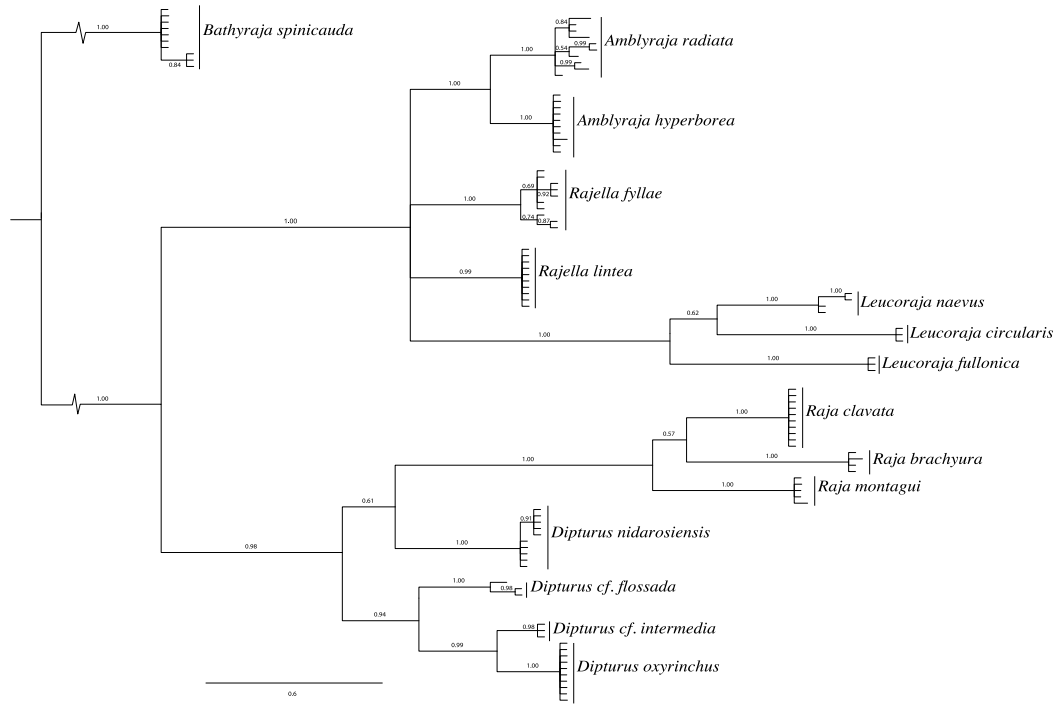 1.00
Bathyraja spinicauda
0.84
0.84
Amblyraja radiata
0.99
0.54
1.00
0.99
1.00
1.00
Amblyraja hyperborea
0.69
Rajella fyllae
0.92
1.00
0.74
0.87
1.00
0.99
Rajella lintea
1.00
Leucoraja naevus
1.00
0.62
1.00
Leucoraja circularis
1.00
1.00
Leucoraja fullonica
1.00
1.00
Raja clavata
0.57
1.00
1.00
Raja brachyura
1.00
Raja montagui
0.61
0.91
Dipturus nidarosiensis
1.00
0.98
1.00
0.98
Dipturus cf. flossada
0.94
0.98
Dipturus cf. intermedia
0.99
1.00
Dipturus oxyrinchus
0.6